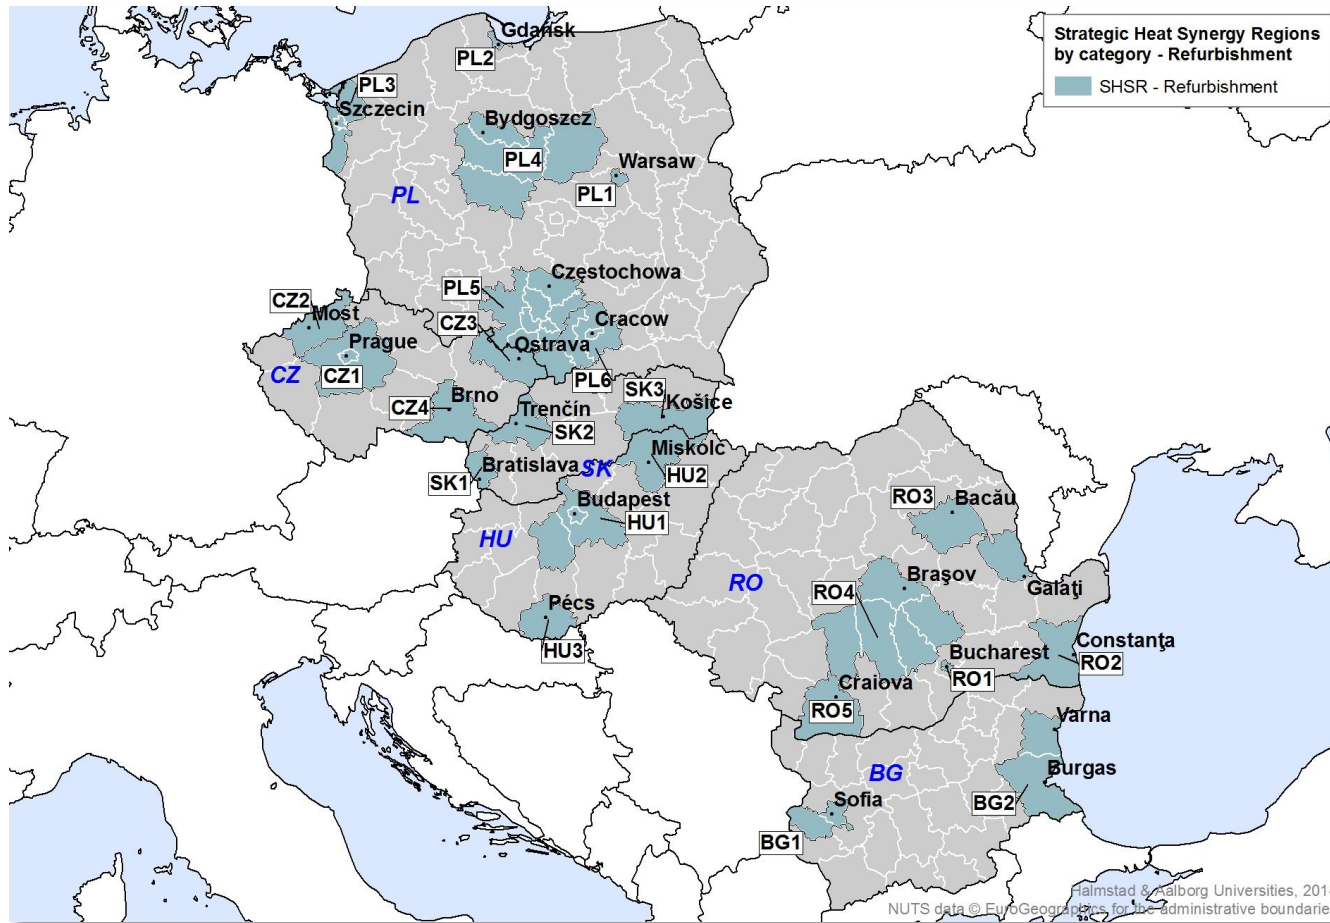 Strategic Heat Synergy Regions
by category - Refurbishment
SHSR - Refurbishment
Gdańsk
PL2
PL3
Szczecin
Bydgoszcz
PL4
Warsaw
PL1
PL
Częstochowa
PL5
CZ2
Most
CZ3
Cracow
Prague
Ostrava
CZ
CZ1
PL6
SK3
Brno
CZ4
Košice
Trenčín
SK2
Miskolc
Bratislava
SK
SK1
HU2
Budapest
HU1
HU
RO3
Bacău
Braşov
RO
RO4
Galaţi
Pécs
HU3
Constanţa
Bucharest
RO2
RO1
Craiova
RO5
Varna
BG
Burgas
Sofia
BG2
BG1
Halmstad & Aalborg Universities, 201
NUTS data © EuroGeographics for the administrative boundarie